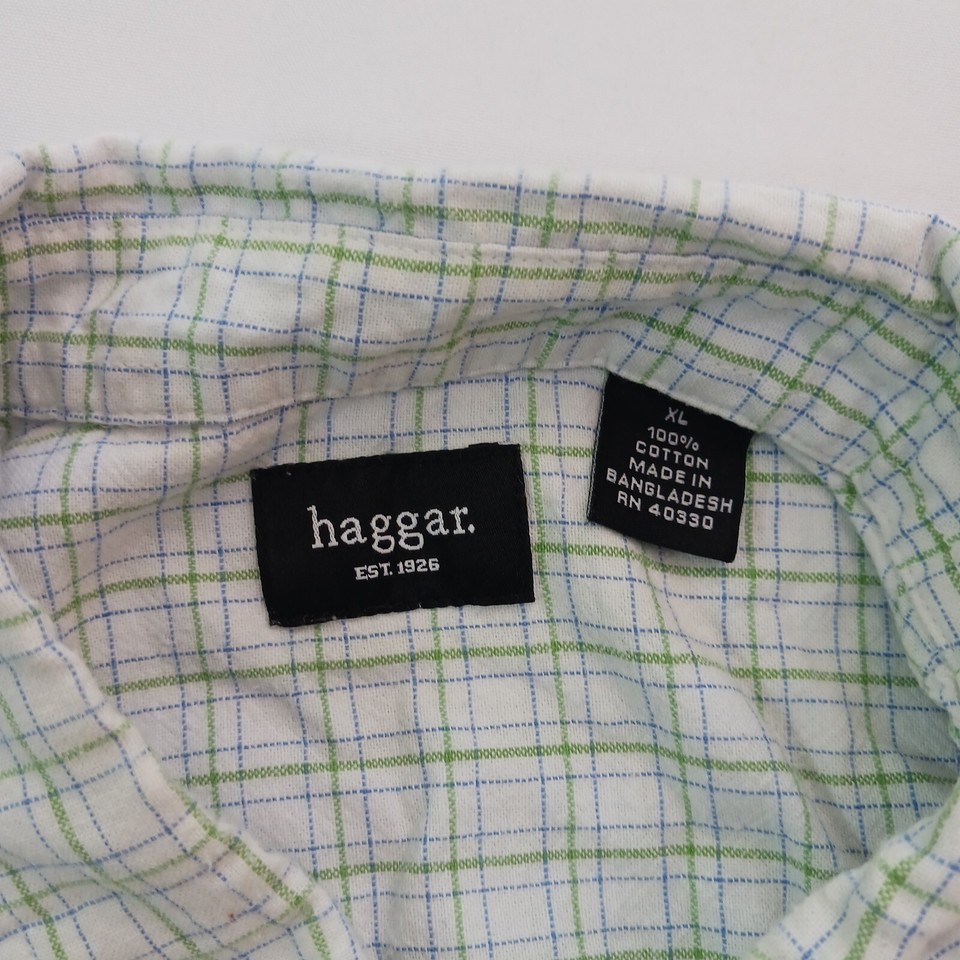 haggar.
EST. 1926
XL
100%
COTTON
MADE IN
BANGLADESH
RN 40330